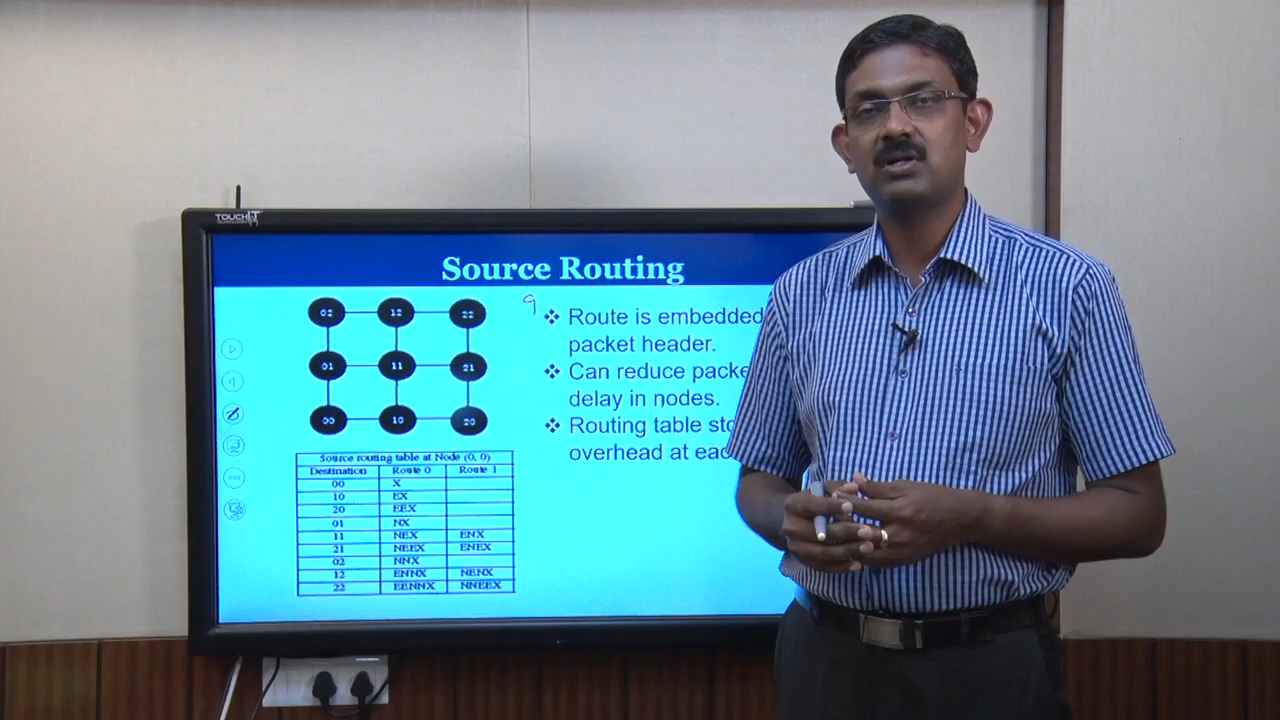 TOUCHIT
Source Routing
02 12 22
01 11 21
00 10 20
9
❖ Route is embedded
packet header.
❖ Can reduce packe
delay in nodes.
❖ Routing table sto
overhead at eac
Source routing table at Node (0, 0)
Destination Route 0 Route 1
00 X
10 EX
20 EEX
01 NX
11 NEX ENX
21 NEEX ENEX
02 NNX
12 ENNX NENX
22 EENNX NNEEX